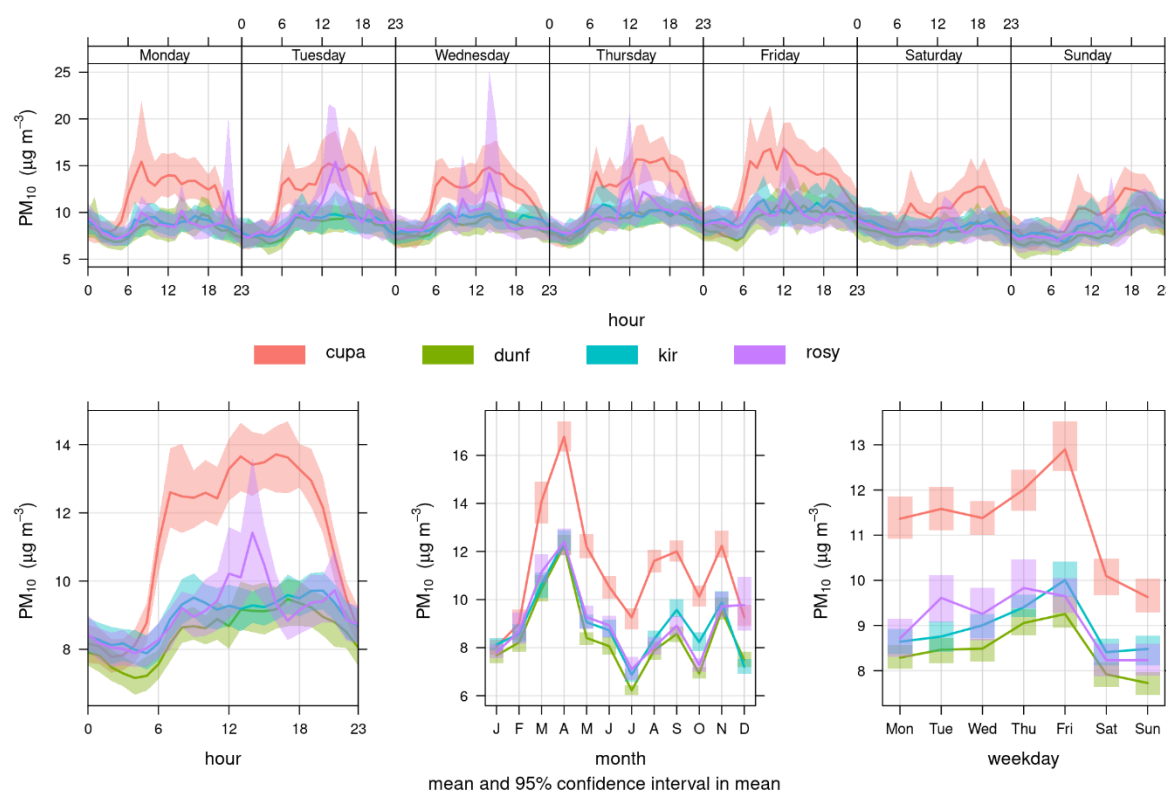 0 6 12 18 23 0 6 12 18 23 0 6 12 18 23
Monday Tuesday Wednesday Thursday Friday Saturday Sunday
PM₁₀ (µg m⁻³)
25
20
15
10
5
0 6 12 18 23 0 6 12 18 23 0 6 12 18 23 0 6 12 18 23
hour
cupa dunf kir rosy
PM₁₀ (µg m⁻³)
14
12
10
8
0 6 12 18 23
hour
PM₁₀ (µg m⁻³)
16
14
12
10
8
6
J F M A M J J A S O N D
month
mean and 95% confidence interval in mean
PM₁₀ (µg m⁻³)
13
12
11
10
9
8
Mon Tue Wed Thu Fri Sat Sun
weekday